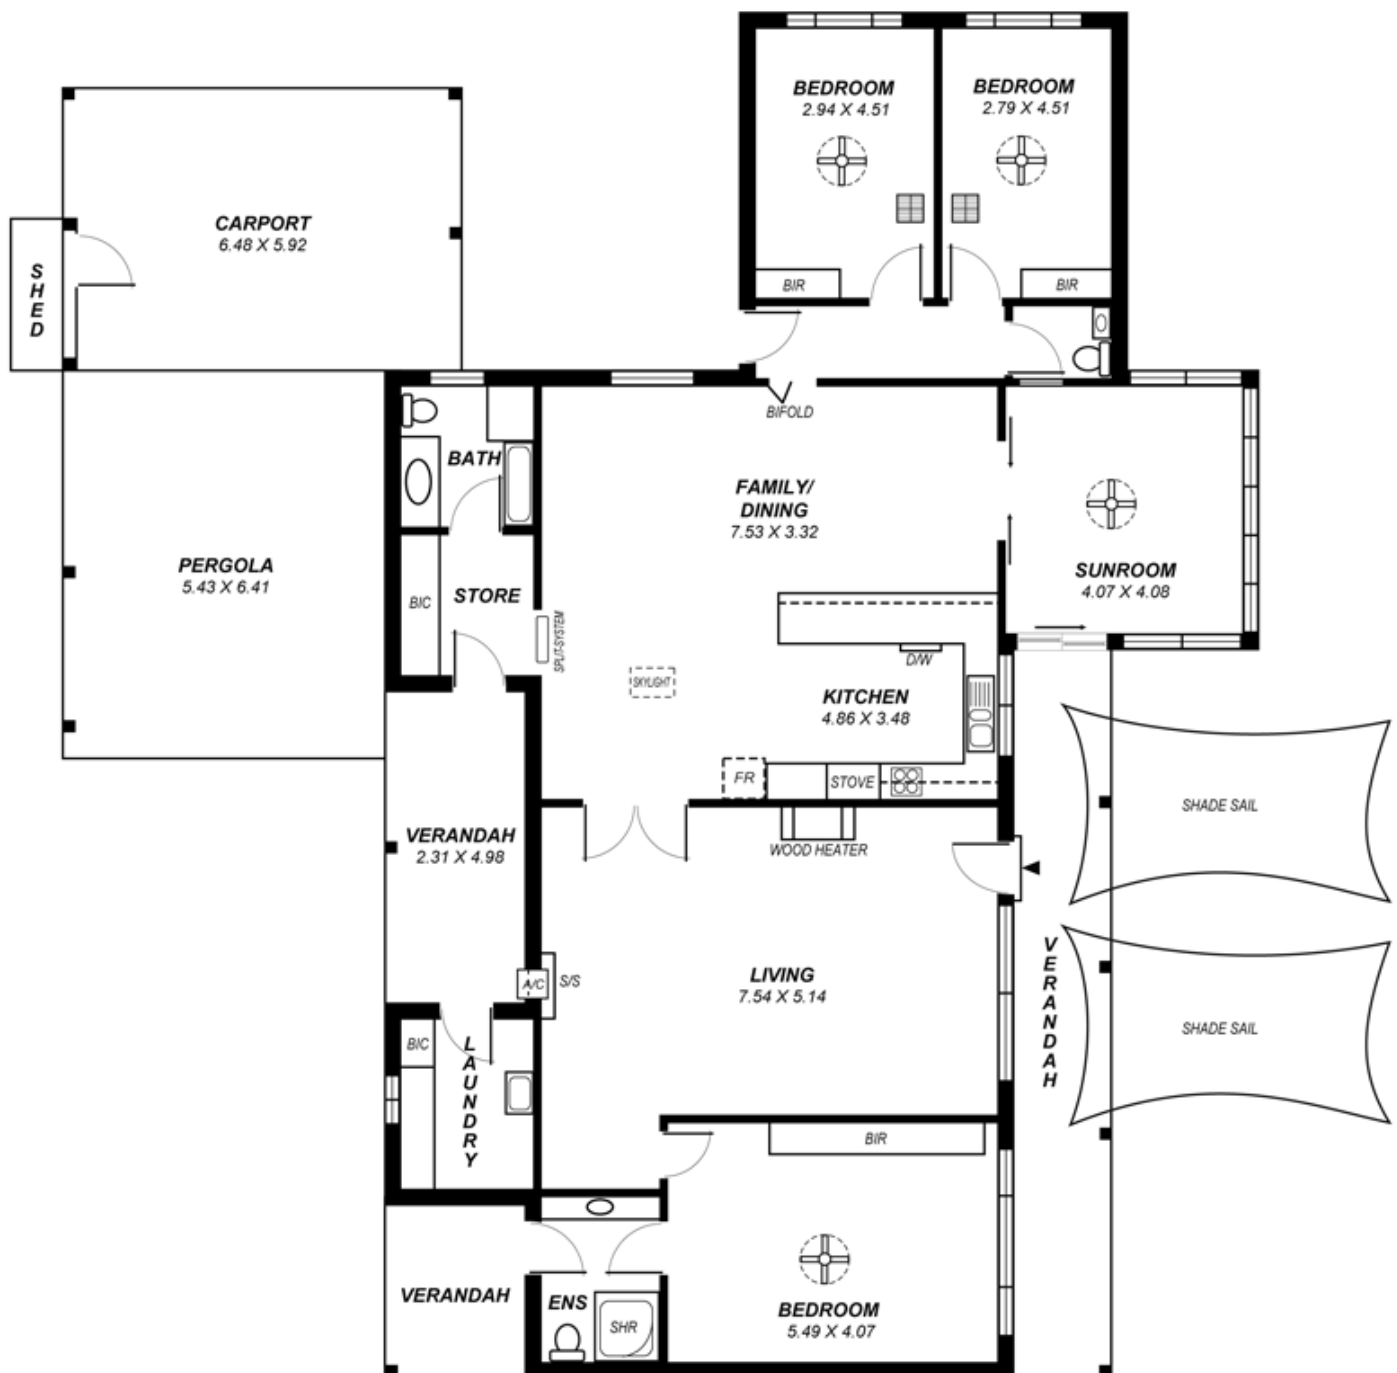 BEDROOM
2.94 X 4.51
BEDROOM
2.79 X 4.51
BIR
BIR
CARPORT
6.48 X 5.92
SHED
BIFOLD
BATH
FAMILY/
DINING
7.53 X 3.32
SUNROOM
4.07 X 4.08
PERGOLA
5.43 X 6.41
BIC
STORE
SPLIT-SYSTEM
SKYLIGHT
D/W
KITCHEN
4.86 X 3.48
FR
STOVE
SHADE SAIL
VERANDAH
2.31 X 4.98
WOOD HEATER
A/C
S/S
LIVING
7.54 X 5.14
VERANDAH
SHADE SAIL
BIC
LAUNDRY
BIR
VERANDAH
ENS
SHR
BEDROOM
5.49 X 4.07